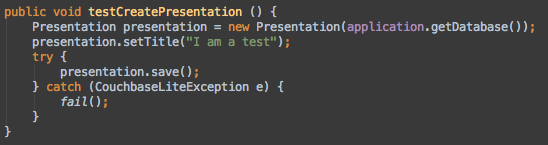 public void testCreatePresentation () {
    Presentation presentation = new Presentation(application.getDatabase());
    presentation.setTitle("I am a test");
    try {
        presentation.save();
    } catch (CouchbaseLiteException e) {
        fail();
    }
}